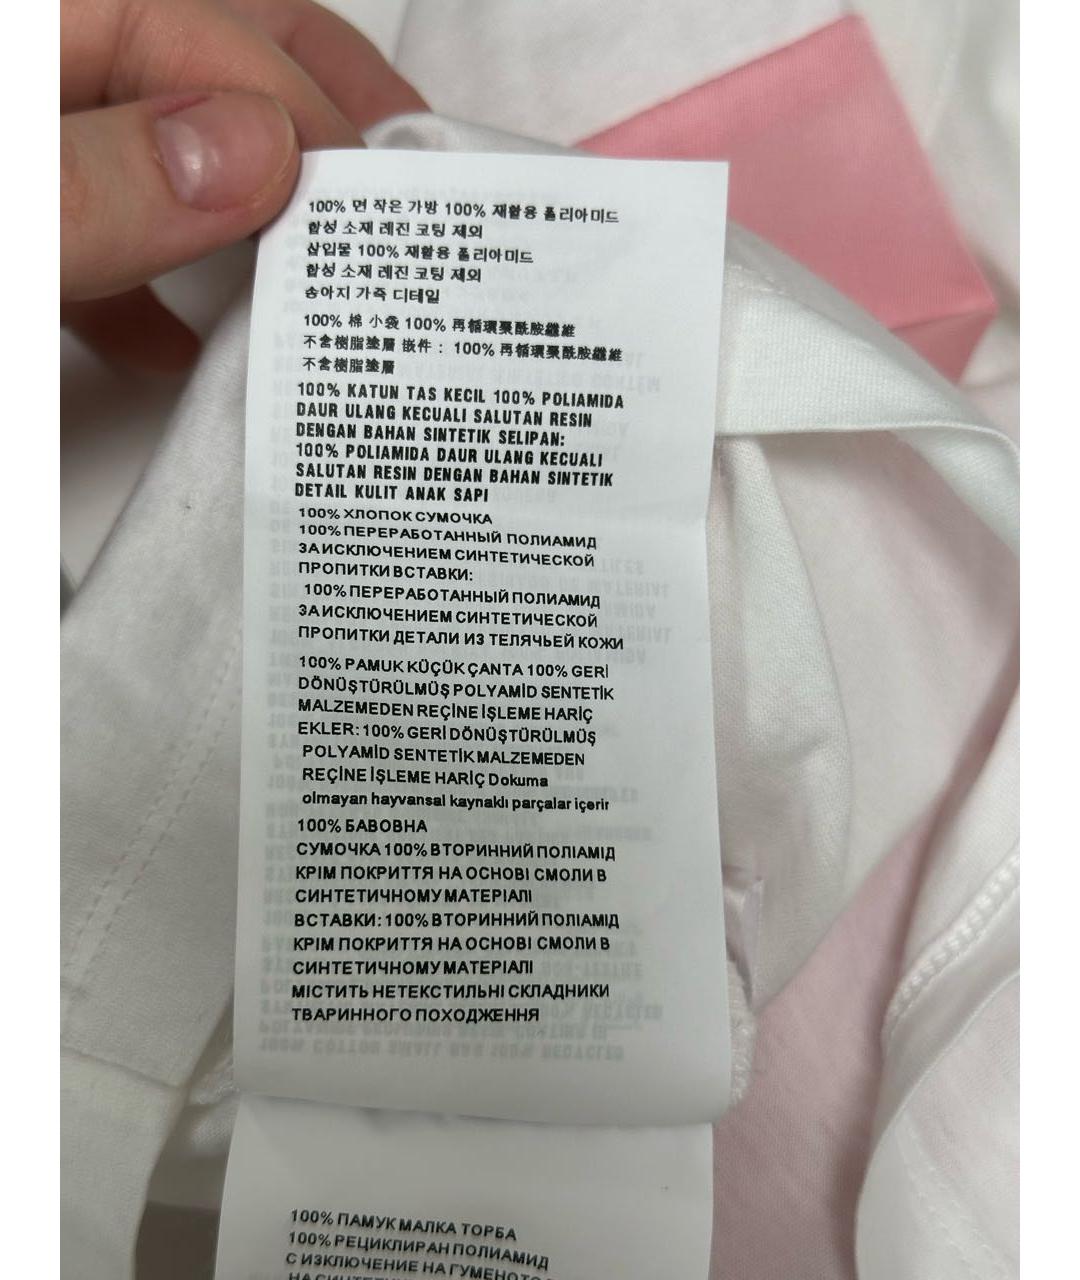 100% 면 작은 가방 100% 재활용 폴리아미드
합성 소재 레진 코팅 제외
삽입물 100% 재활용 폴리아미드
합성 소재 레진 코팅 제외
송아지 가죽 디테일
100% 棉 小袋 100% 再循環聚酰胺纖維
不含樹脂塗層 嵌件： 100% 再循環聚酰胺纖維
不含樹脂塗層
100% KATUN TAS KECIL 100% POLIAMIDA
DAUR ULANG KECUALI SALUTAN RESIN
DENGAN BAHAN SINTETIK SELIPAN:
100% POLIAMIDA DAUR ULANG KECUALI
SALUTAN RESIN DENGAN BAHAN SINTETIK
DETAIL KULIT ANAK SAPI
100% ХЛОПОК СУМОЧКА
100% ПЕРЕРАБОТАННЫЙ ПОЛИАМИД
ЗА ИСКЛЮЧЕНИЕМ СИНТЕТИЧЕСКОЙ
ПРОПИТКИ ВСТАВКИ:
100% ПЕРЕРАБОТАННЫЙ ПОЛИАМИД
ЗА ИСКЛЮЧЕНИЕМ СИНТЕТИЧЕСКОЙ
ПРОПИТКИ ДЕТАЛИ ИЗ ТЕЛЯЧЬЕЙ КОЖИ
100% PAMUK KÜÇÜK ÇANTA 100% GERİ
DÖNÜŞTÜRÜLMÜŞ POLYAMİD SENTETİK
MALZEMEDEN REÇİNE İŞLEME HARİÇ
EKLER: 100% GERİ DÖNÜŞTÜRÜLMÜŞ
POLYAMİD SENTETİK MALZEMEDEN
REÇİNE İŞLEME HARİÇ Dokuma
olmayan hayvansal kaynaklı parçalar içerir
100% БАВОВНА
СУМОЧКА 100% ВТОРИННИЙ ПОЛІАМІД
КРІМ ПОКРИТТЯ НА ОСНОВІ СМОЛИ В
СИНТЕТИЧНОМУ МАТЕРІАЛІ
ВСТАВКИ: 100% ВТОРИННИЙ ПОЛІАМІД
КРІМ ПОКРИТТЯ НА ОСНОВІ СМОЛИ В
СИНТЕТИЧНОМУ МАТЕРІАЛІ
МІСТИТЬ НЕТЕКСТИЛЬНІ СКЛАДНИКИ
ТВАРИННОГО ПОХОДЖЕННЯ
100% ПАМУК МАЛКА ТОРБА
100% РЕЦИКЛИРАН ПОЛИАМИД
С ИЗКЛЮЧЕНИЕ НА ГУМЕНОТО